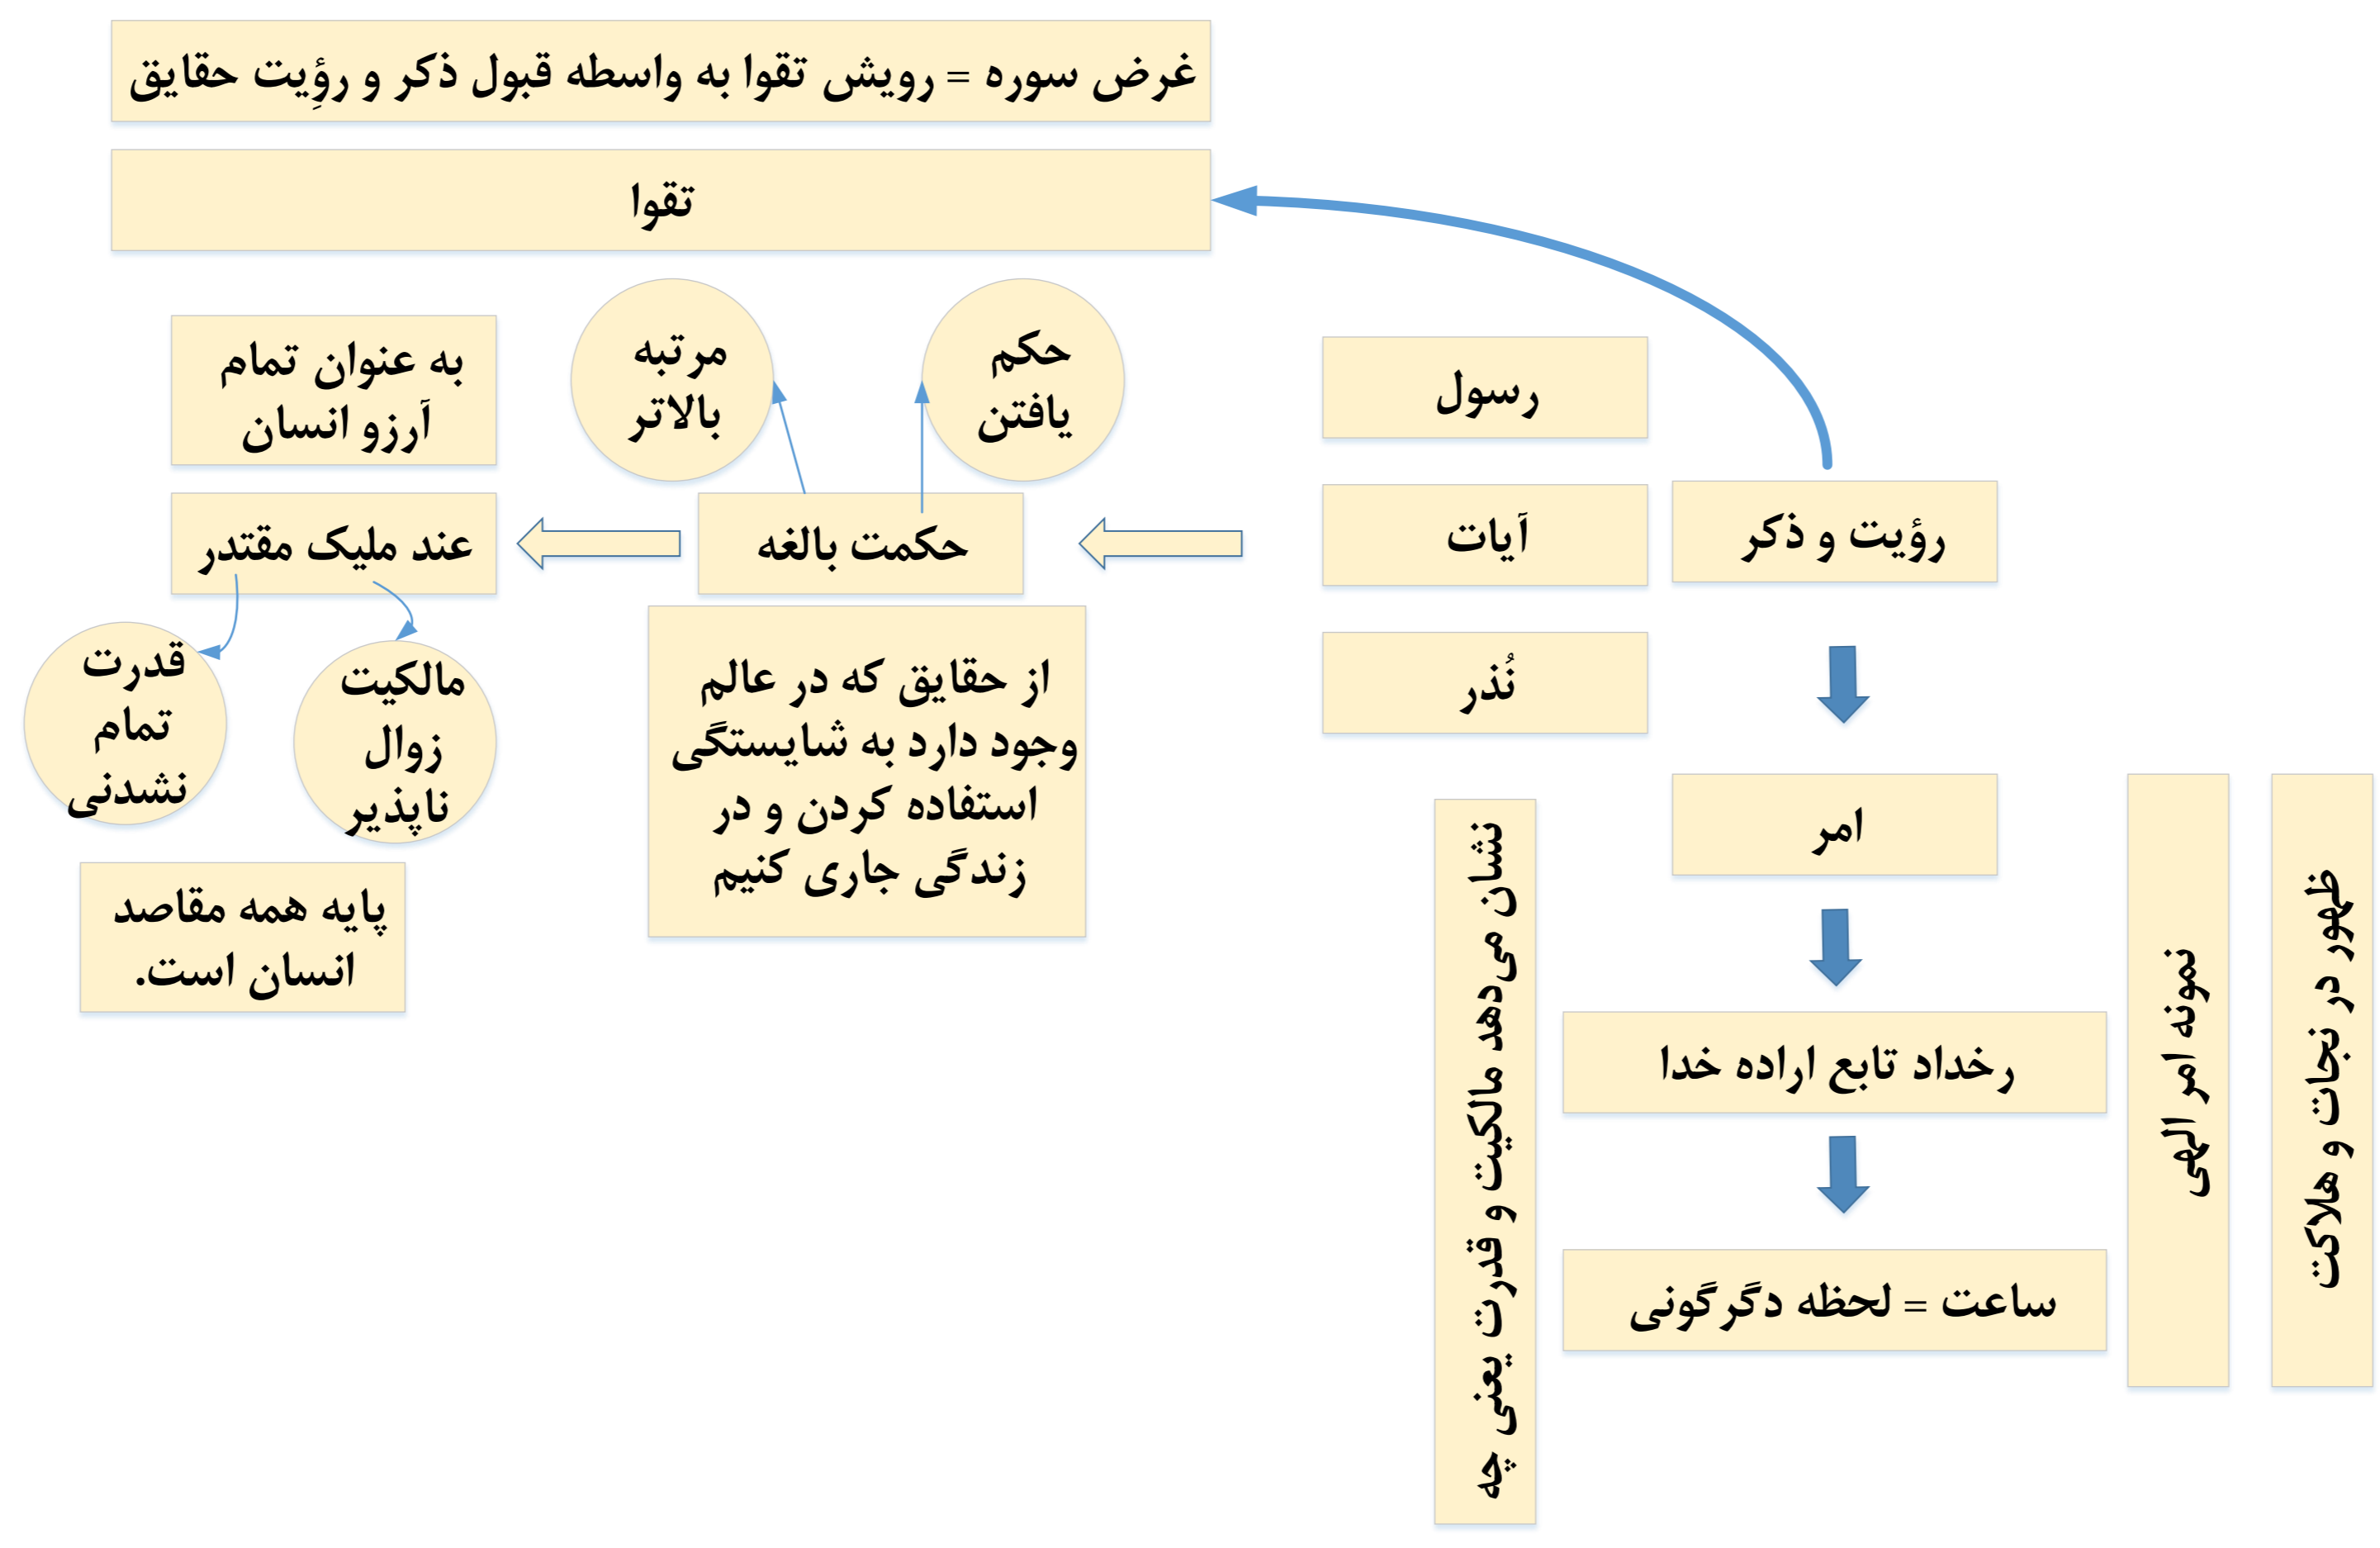 غرض سوره = رویش تقوا به واسطه قبول ذکر و رؤِیت حقایق
تقوا
رسول
آیات
نُذر
رؤیت و ذکر
امر
رخداد تابع اراده خدا
ساعت = لحظه دگرگونی
ظهور در نجات و هلاکت
نمونه امر الهی
نشان می‌دهد مالکیت و قدرت یعنی چه
حکم
یافتن
مرتبه
بالاتر
حکمت بالغه
از حقایق که در عالم
وجود دارد به شایستگی
استفاده کردن و در
زندگی جاری کنیم
به عنوان تمام
آرزو انسان
عند ملیک مقتدر
مالکیت
زوال
ناپذیر
قدرت
تمام
نشدنی
پایه همه مقاصد
انسان است.